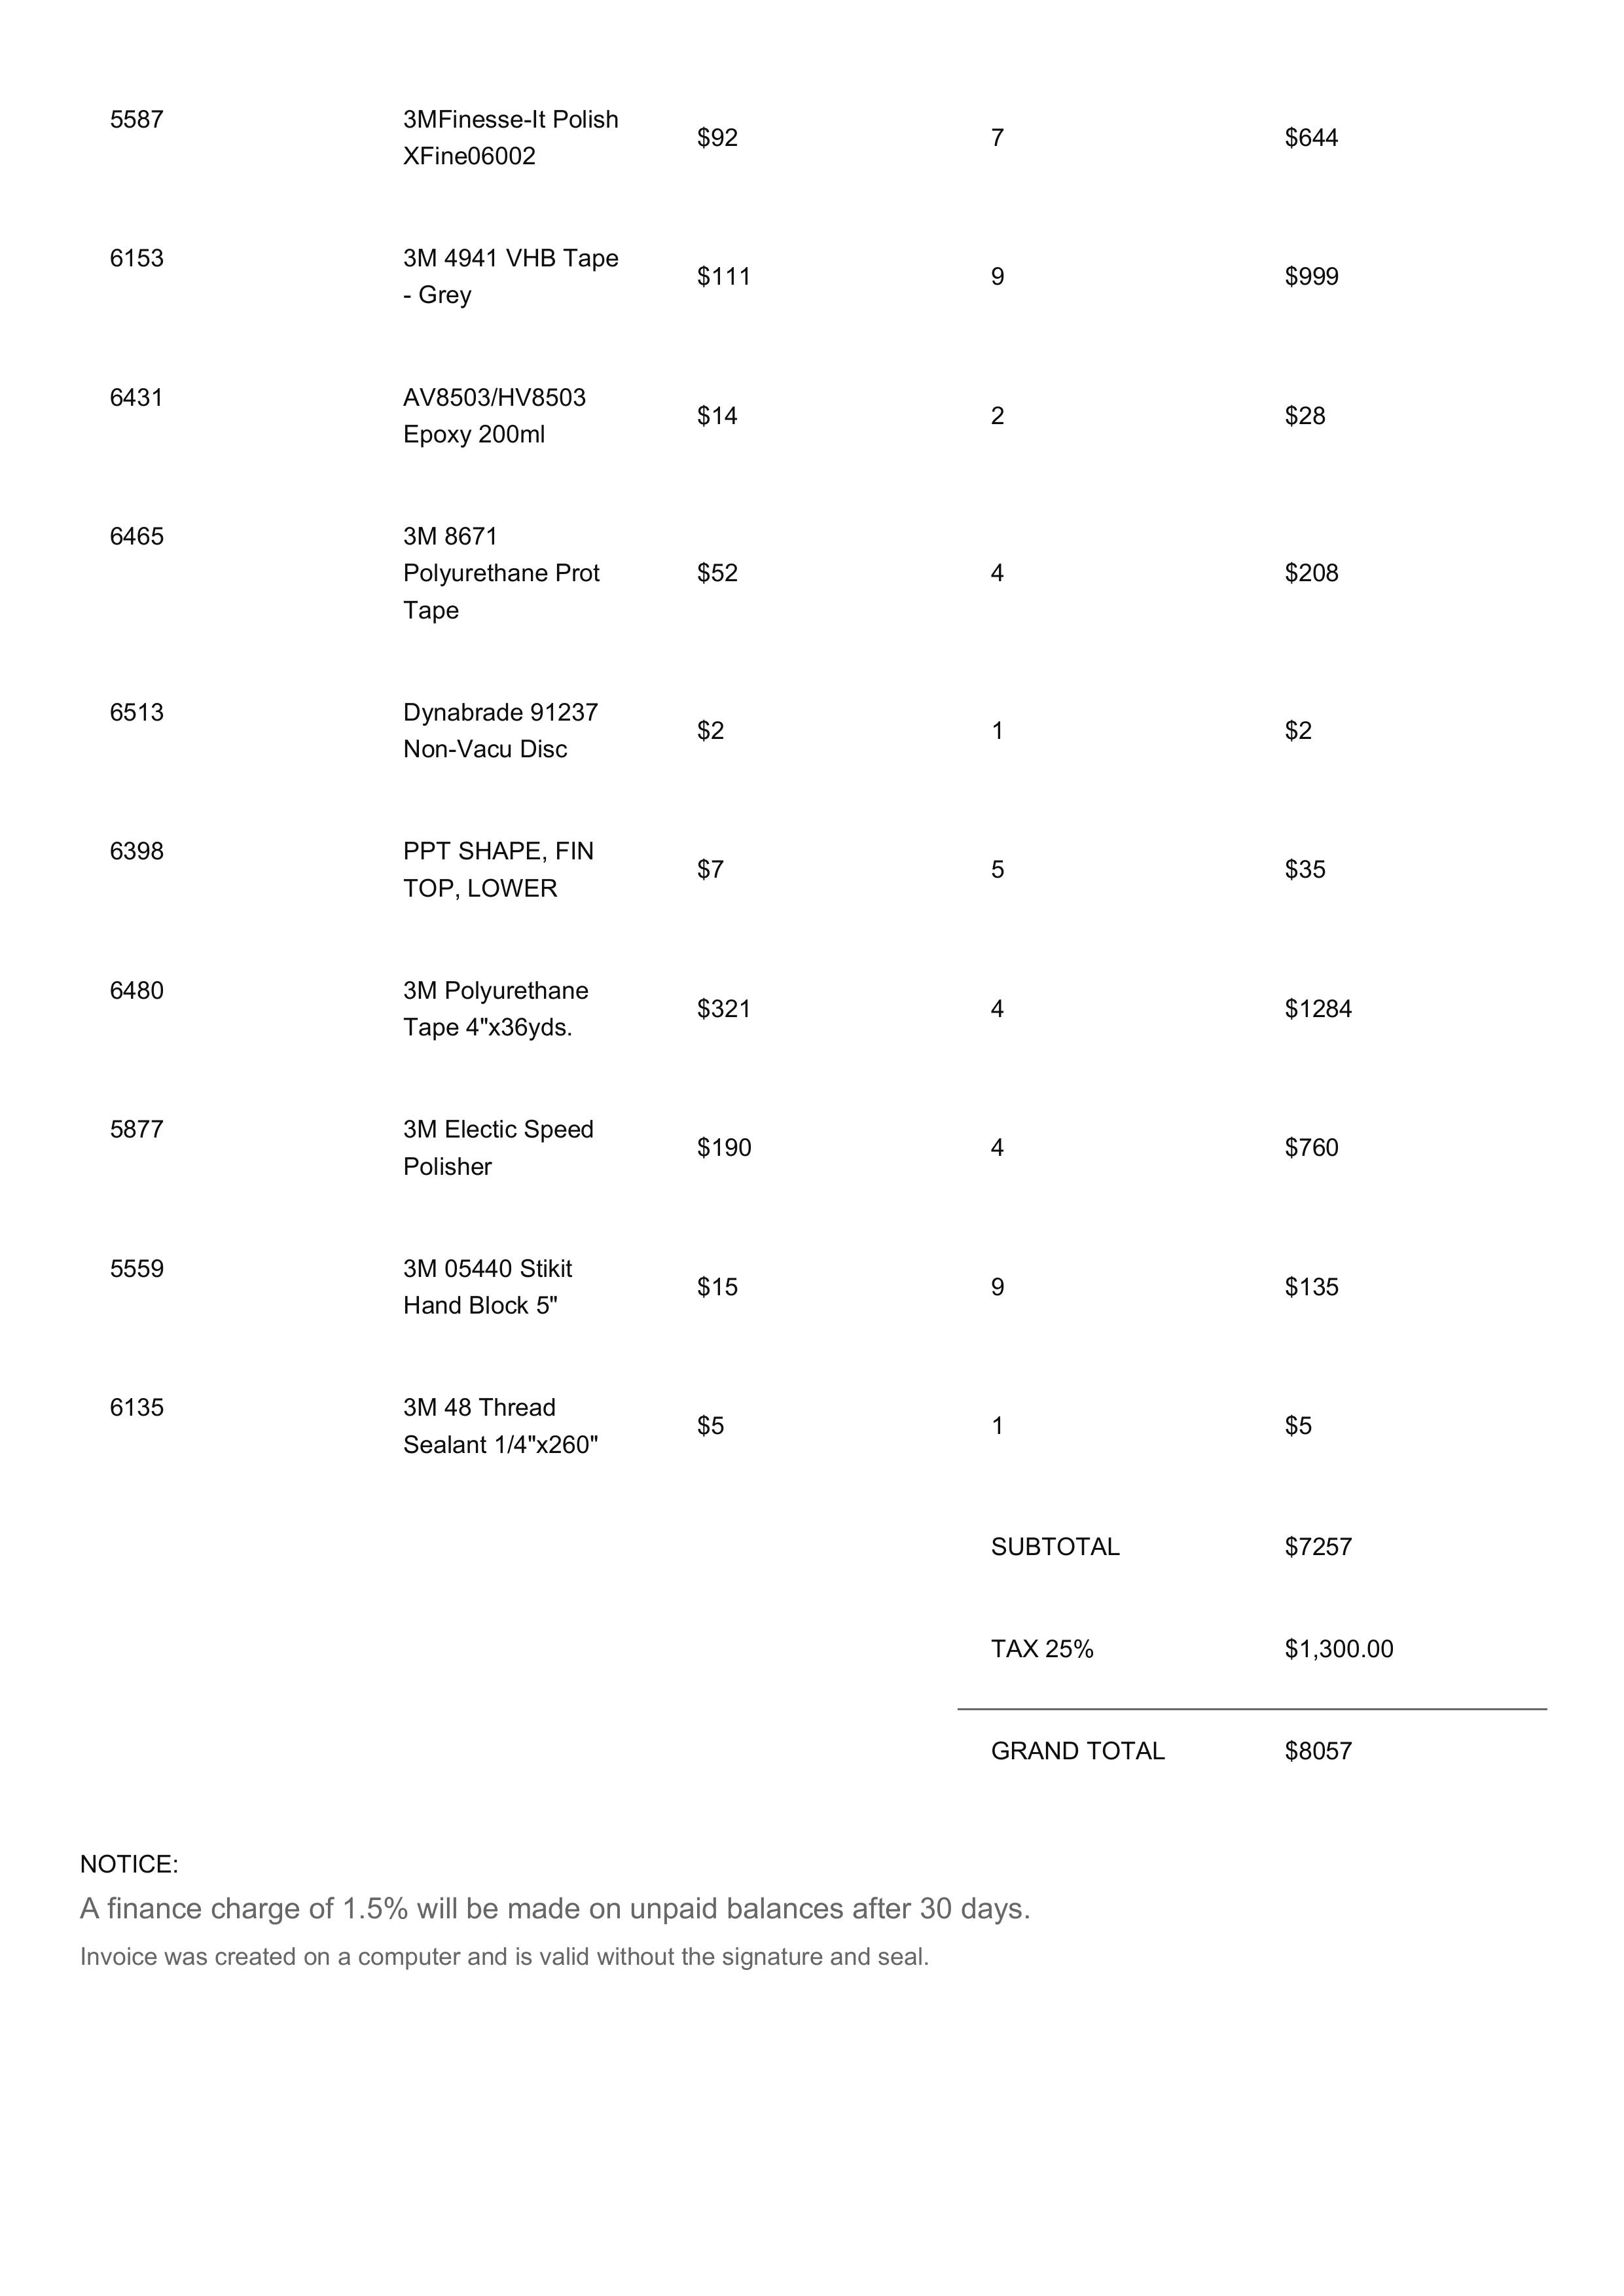 5587 3MFinesse-It Polish $92 7 $644
XFine06002
6153 3M 4941 VHB Tape $111 9 $999
- Grey
6431 AV8503/HV8503 $14 2 $28
Epoxy 200ml
6465 3M 8671
Polyurethane Prot $52 4 $208
Tape
6513 Dynabrade 91237 $2 1 $2
Non-Vacu Disc
6398 PPT SHAPE, FIN $7 5 $35
TOP, LOWER
6480 3M Polyurethane $321 4 $1284
Tape 4"x36yds.
5877 3M Electic Speed $190 4 $760
Polisher
5559 3M 05440 Stikit $15 9 $135
Hand Block 5"
6135 3M 48 Thread $5 1 $5
Sealant 1/4"x260"
SUBTOTAL $7257
TAX 25% $1,300.00
GRAND TOTAL $8057
NOTICE:
A finance charge of 1.5% will be made on unpaid balances after 30 days.
Invoice was created on a computer and is valid without the signature and seal.